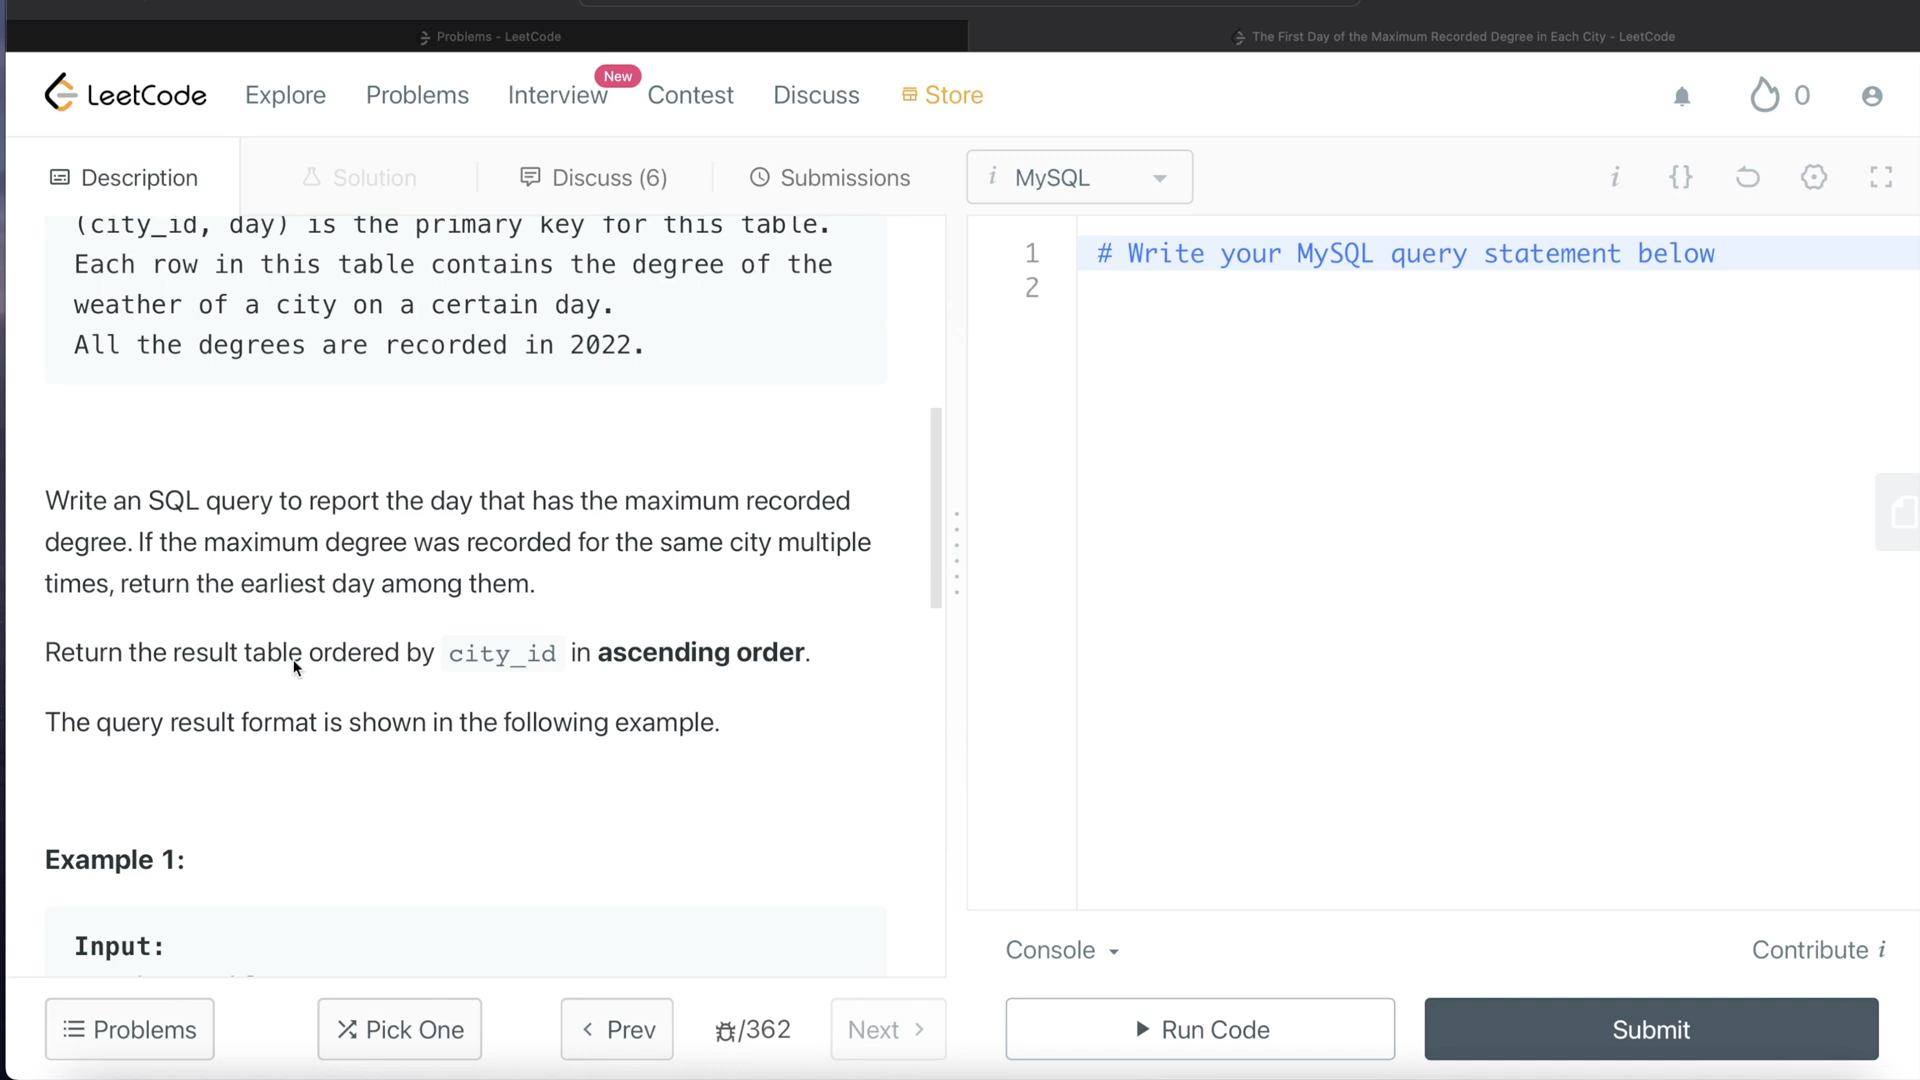 Problems - LeetCode
The First Day of the Maximum Recorded Degree in Each City - LeetCode
LeetCode
Explore
Problems
Interview
New
Contest
Discuss
Store
0
Description
Solution
Discuss (6)
Submissions
i MySQL
i
{}
(city_id, day) is the primary key for this table.
Each row in this table contains the degree of the
weather of a city on a certain day.
All the degrees are recorded in 2022.
Write an SQL query to report the day that has the maximum recorded
degree. If the maximum degree was recorded for the same city multiple
times, return the earliest day among them.
Return the result table ordered by city_id in ascending order.
The query result format is shown in the following example.
Example 1:
Input:
1 # Write your MySQL query statement below
2
Console
Contribute i
Problems
Pick One
Prev
/362
Next
Run Code
Submit